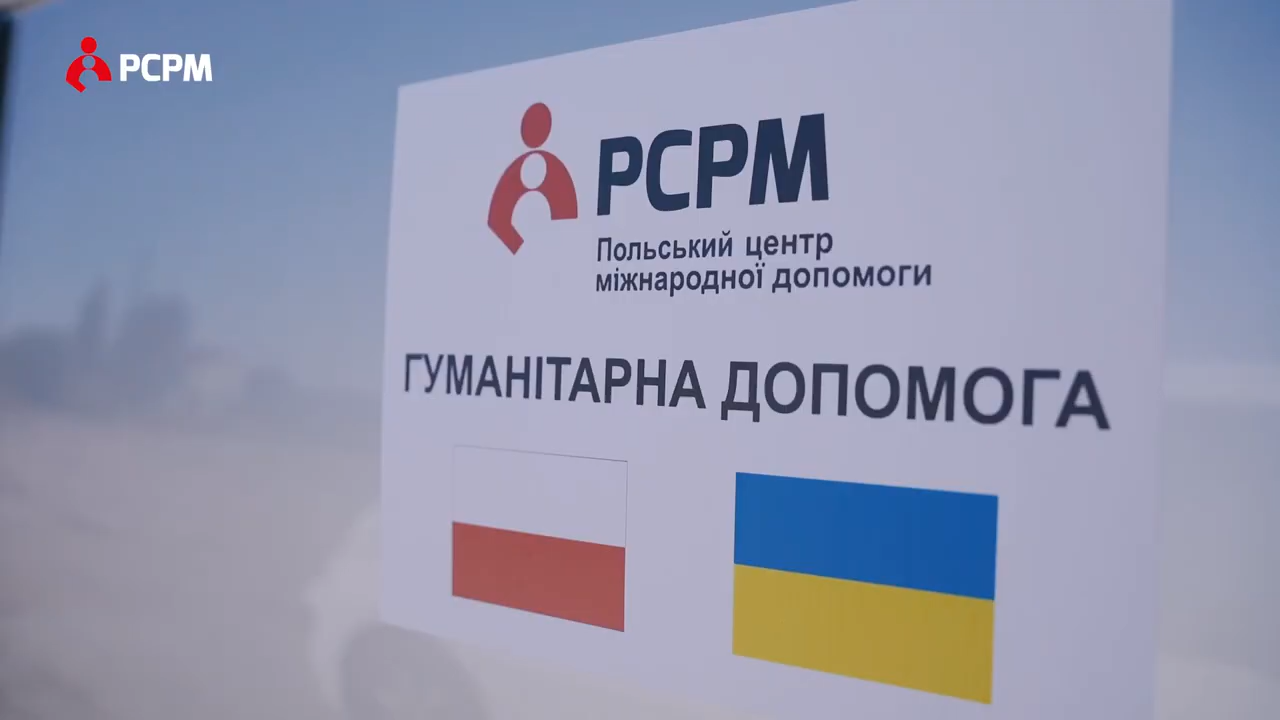 PCPM
PCPM
Польський центр
міжнародної допомоги
ГУМАНІТАРНА ДОПОМОГА